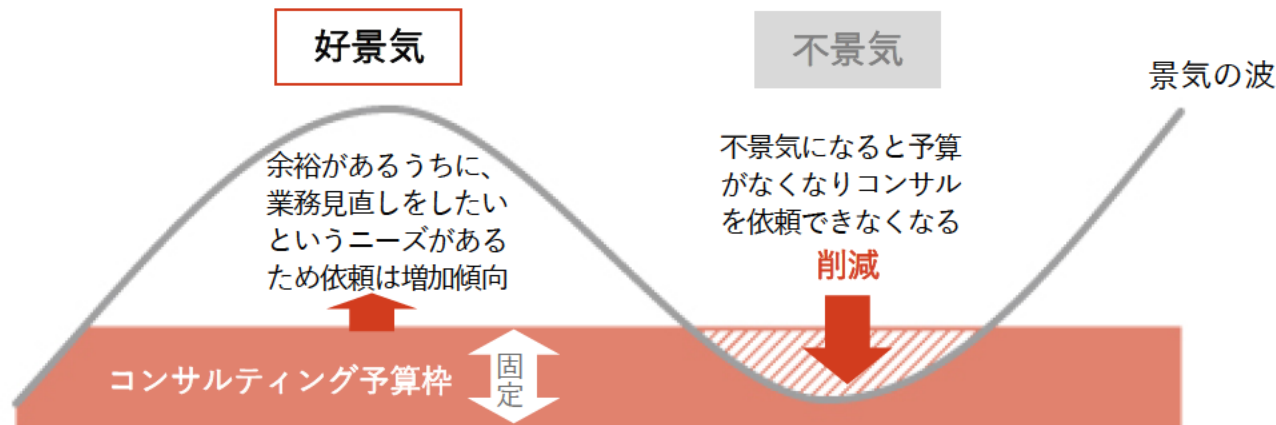 好景気
不景気
景気の波
余裕があるうちに、
業務見直しをしたい
というニーズがある
ため依頼は増加傾向
不景気になると予算
がなくなりコンサル
を依頼できなくなる
削減
コンサルティング予算枠
固定